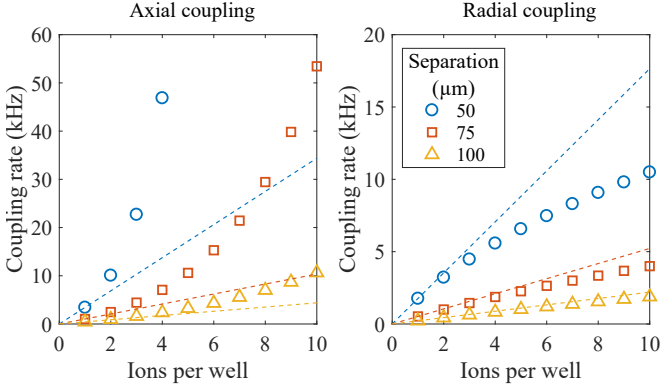 Axial coupling
60
50
40
30
20
10
0
0 2 4 6 8 10
Coupling rate (kHz)
Ions per well
Radial coupling
20
15
10
5
0
0 2 4 6 8 10
Coupling rate (kHz)
Ions per well
Separation
(µm)
50
75
100